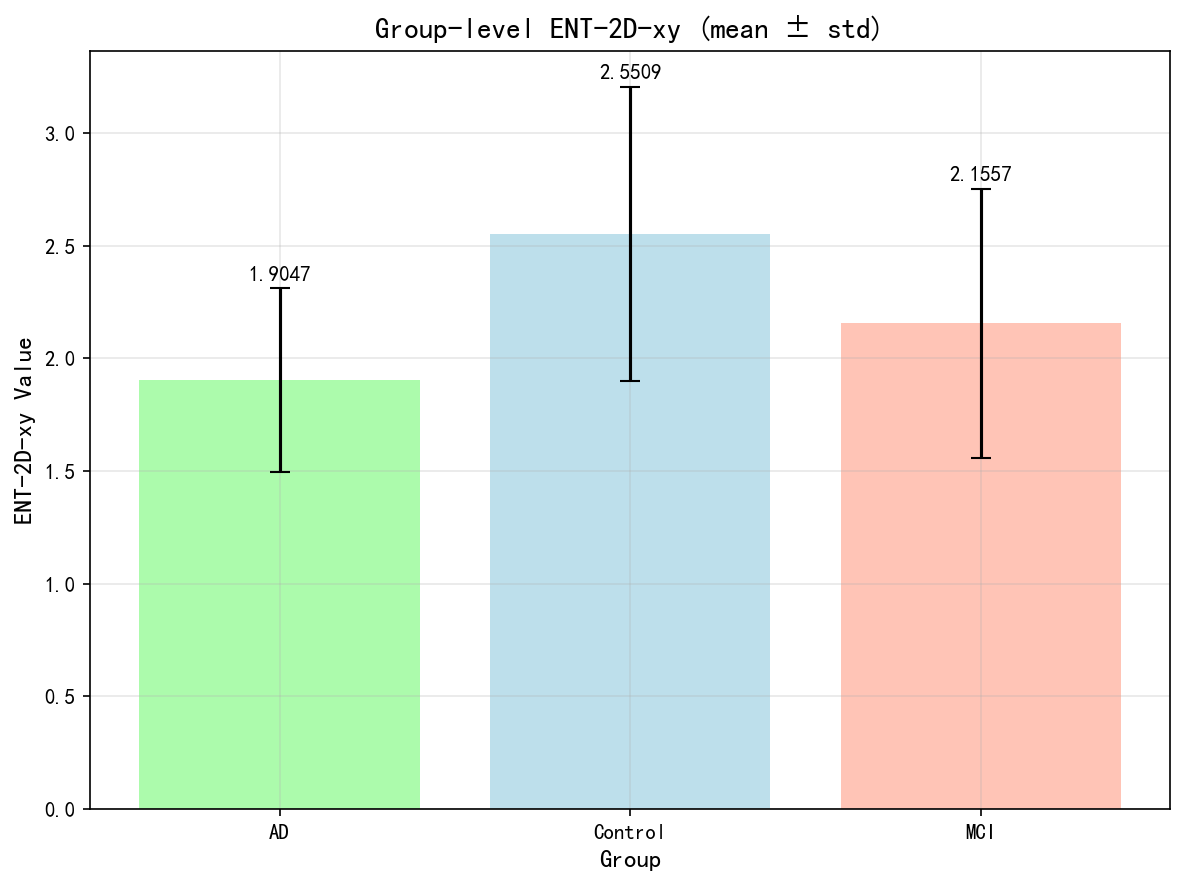 Group-level ENT-2D-xy (mean ± std)
2.5509
3.0
2.1557
2.5
1.9047
2.0
ENT-2D-xy Value
1.5
1.0
0.5
0.0
AD Control MCI
Group